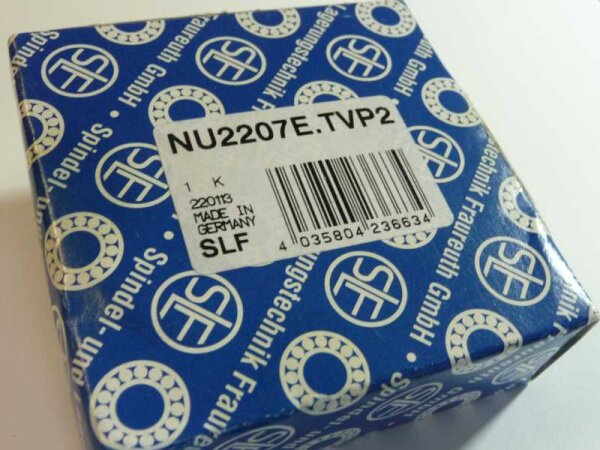 NU2207E.TVP2
1 K
220113
MADE IN
GERMANY
SLF
4 035804 236634
Spindel- und Lagerungstechnik Fraureuth GmbH
SLF